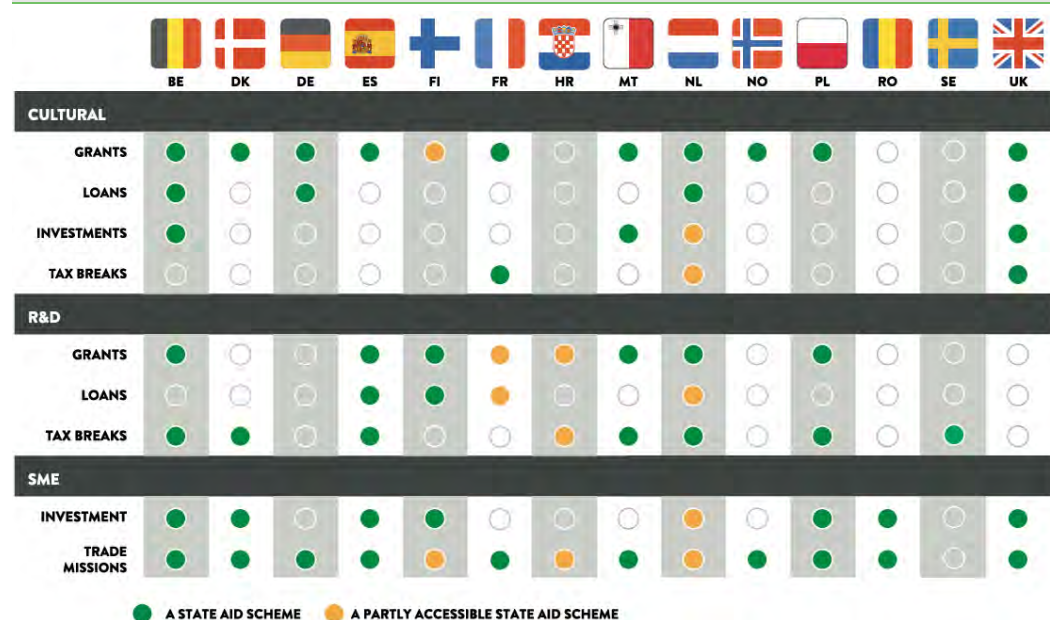 BE DK DE ES FI FR HR MT NL NO PL RO SE UK
CULTURAL
GRANTS
LOANS
INVESTMENTS
TAX BREAKS
R&D
GRANTS
LOANS
TAX BREAKS
SME
INVESTMENT
TRADE
MISSIONS
A STATE AID SCHEME A PARTLY ACCESSIBLE STATE AID SCHEME